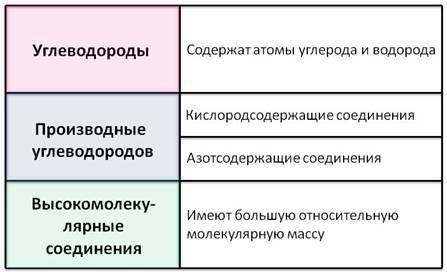 Углеводороды
Содержат атомы углерода и водорода
Производные
углеводородов
Кислородсодержащие соединения
Азотсодержащие соединения
Высокомолеку-
лярные
соединения
Имеют большую относительную
молекулярную массу